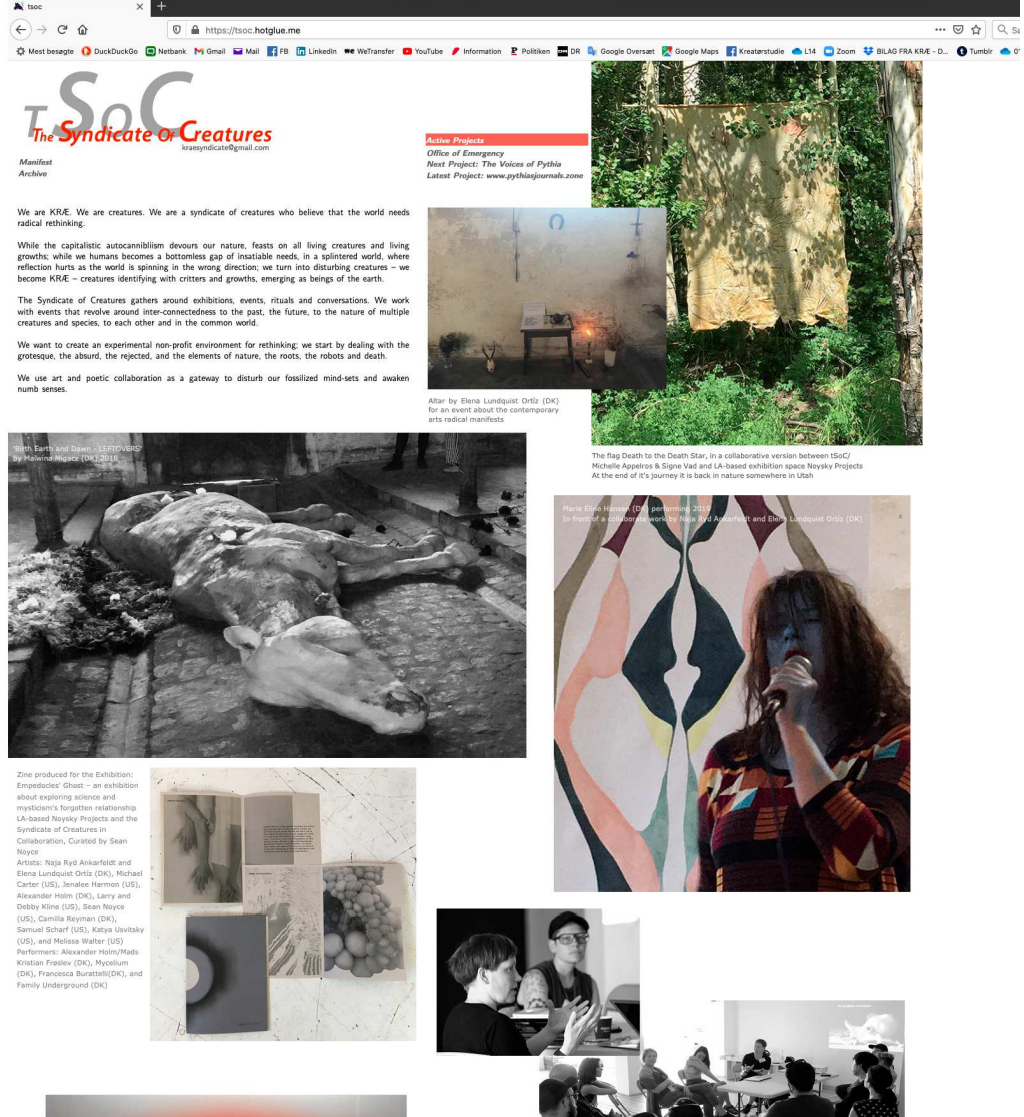 tsoc
https://tsoc.hotglue.me
Mest besøgte DuckDuckGo Netbank Gmail Mail FB LinkedIn WeTransfer YouTube Information Politiken DR Google Oversæt Google Maps Kreatørstudie L14 Zoom BILAG FRA KRÆ - D... Tumblr
TSoC
The Syndicate Of Creatures
kraesyndicate@gmail.com
Manifest
Archive
Active Projects
Office of Emergency
Next Project: The Voices of Pythia
Latest Project: www.pythiasjournals.zone
We are KRÆ. We are creatures. We are a syndicate of creatures who believe that the world needs
radical rethinking.
While the capitalistic autocannibliism devours our nature, feasts on all living creatures and living
growths; while we humans becomes a bottomless gap of insatiable needs, in a splintered world, where
reflection hurts as the world is spinning in the wrong direction; we turn into disturbing creatures – we
become KRÆ – creatures identifying with critters and growths, emerging as beings of the earth.
The Syndicate of Creatures gathers around exhibitions, events, rituals and conversations. We work
with events that revolve around inter-connectedness to the past, the future, to the nature of multiple
creatures and species, to each other and in the common world.
We want to create an experimental non-profit environment for rethinking; we start by dealing with the
grotesque, the absurd, the rejected, and the elements of nature, the roots, the robots and death.
We use art and poetic collaboration as a gateway to disturb our fossilized mind-sets and awaken
numb senses.
Altar by Elena Lundquist Ortíz (DK)
for an event about the contemporary
arts radical manifests
The flag Death to the Death Star, in a collaborative version between tSoC/
Michelle Appelros & Signe Vad and LA-based exhibition space Noysky Projects
At the end of it's journey it is back in nature somewhere in Utah
"Birth Earth and Dawn - LEFTOVERS"
by Malwina Migacz (DK) 2018
Marie Eline Hansen (DK) performing 2019
In front of a collaborate work by Naja Ryd Ankarfeldt and Elena Lundquist Ortíz (DK)
Zine produced for the Exhibition:
Empedocles' Ghost – an exhibition
about exploring science and
mysticism's forgotten relationship
LA-based Noysky Projects and the
Syndicate of Creatures in
Collaboration, Curated by Sean
Noyce
Artists: Naja Ryd Ankarfeldt and
Elena Lundquist Ortíz (DK), Michael
Carter (US), Jenalee Harmon (US),
Alexander Holm (DK), Larry and
Debby Kline (US), Sean Noyce
(US), Camilla Reyman (DK),
Samuel Scharf (US), Katya Usvitsky
(US), and Melissa Walter (US)
Performers: Alexander Holm/Mads
Kristian Frøslev (DK), Mycelium
(DK), Francesca Burattelli(DK), and
Family Underground (DK)